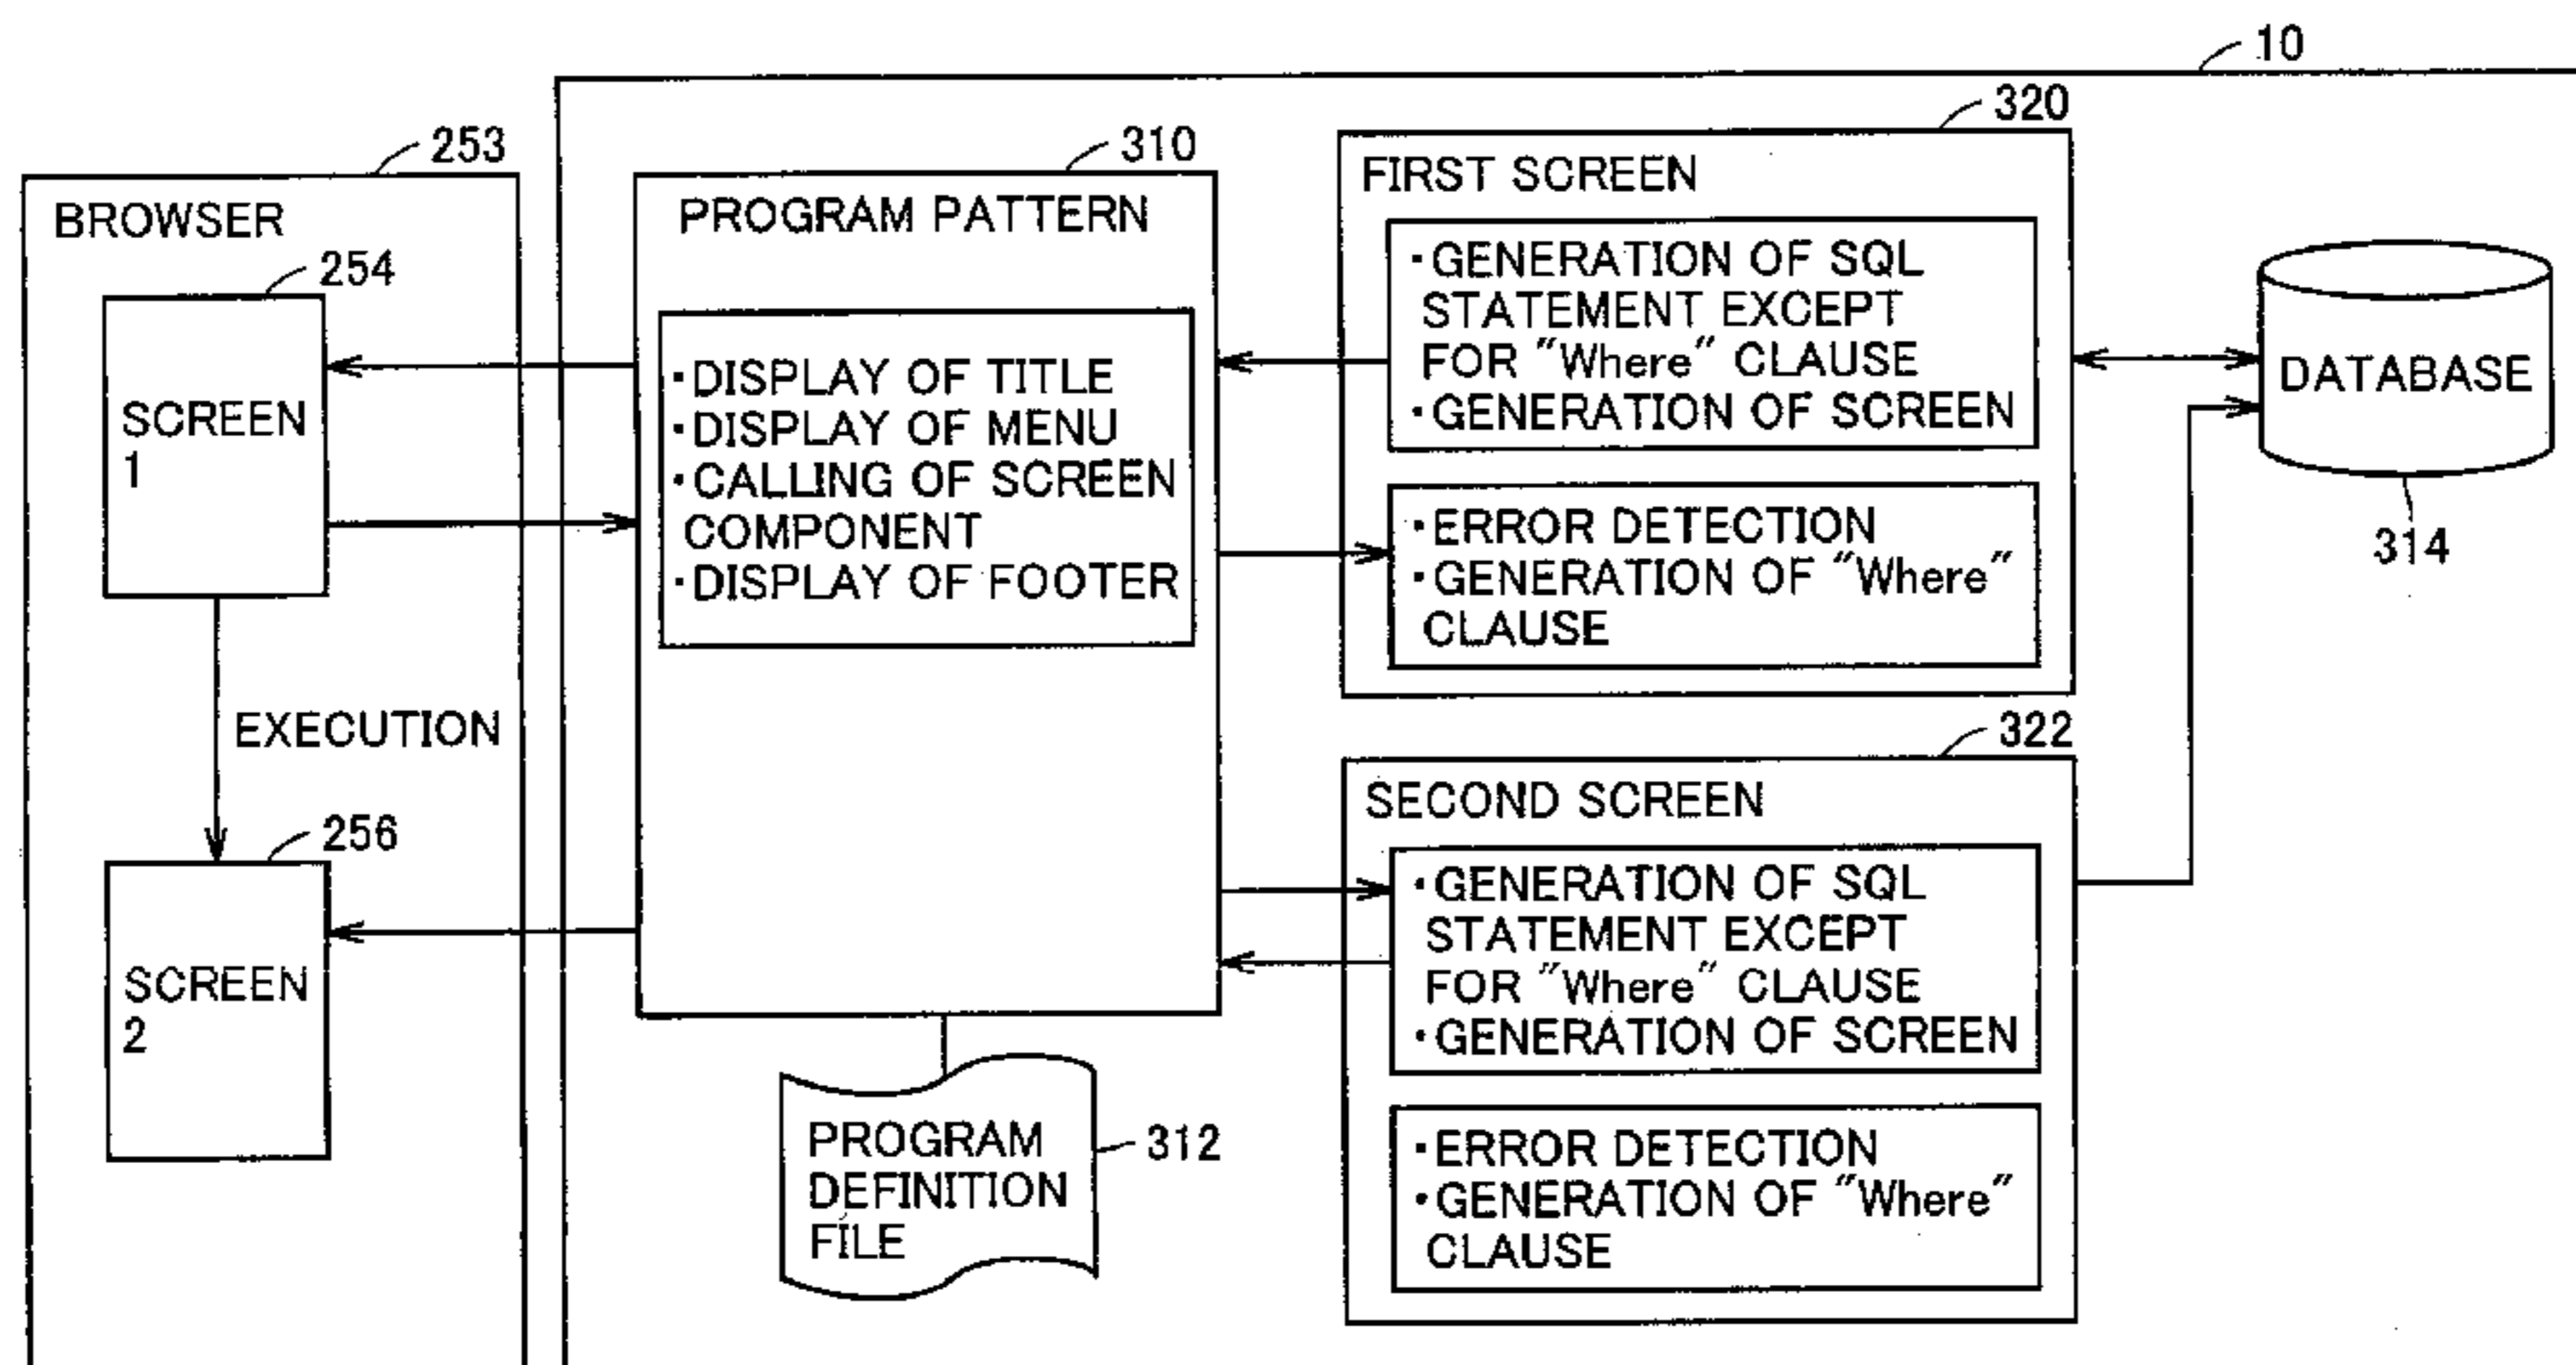 10
253
BROWSER
254
SCREEN
1
EXECUTION
256
SCREEN
2
310
PROGRAM PATTERN
·DISPLAY OF TITLE
·DISPLAY OF MENU
·CALLING OF SCREEN
COMPONENT
·DISPLAY OF FOOTER
PROGRAM
DEFINITION
FILE
312
320
FIRST SCREEN
·GENERATION OF SQL
STATEMENT EXCEPT
FOR "Where" CLAUSE
·GENERATION OF SCREEN
·ERROR DETECTION
·GENERATION OF "Where"
CLAUSE
322
SECOND SCREEN
·GENERATION OF SQL
STATEMENT EXCEPT
FOR "Where" CLAUSE
·GENERATION OF SCREEN
·ERROR DETECTION
·GENERATION OF "Where"
CLAUSE
DATABASE
314